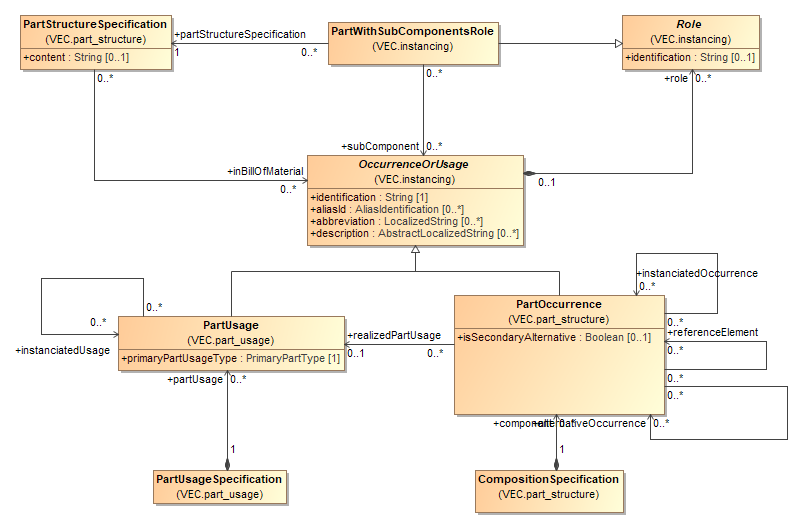 PartStructureSpecification
(VEC.part_structure)
+content : String [0..1]
+partStructureSpecification
1
0..*
PartWithSubComponentsRole
(VEC.instancing)
Role
(VEC.instancing)
+identification : String [0..1]
0..*
0..*
+role
0..*
+subComponent
0..*
+inBillOfMaterial
0..*
OccurrenceOrUsage
(VEC.instancing)
+identification : String [1]
+aliasId : AliasIdentification [0..*]
+abbreviation : LocalizedString [0..*]
+description : AbstractLocalizedString [0..*]
0..1
+instanciatedOccurrence
0..*
0..*
0..*
0..*
+instanciatedUsage
PartUsage
(VEC.part_usage)
+primaryPartUsageType : PrimaryPartType [1]
+realizedPartUsage
0..1
0..*
PartOccurrence
(VEC.part_structure)
+isSecondaryAlternative : Boolean [0..1]
+referenceElement
0..*
0..*
0..*
+partUsage
0..*
+alternativeOccurrence
0..*
1
1
PartUsageSpecification
(VEC.part_usage)
CompositionSpecification
(VEC.part_structure)